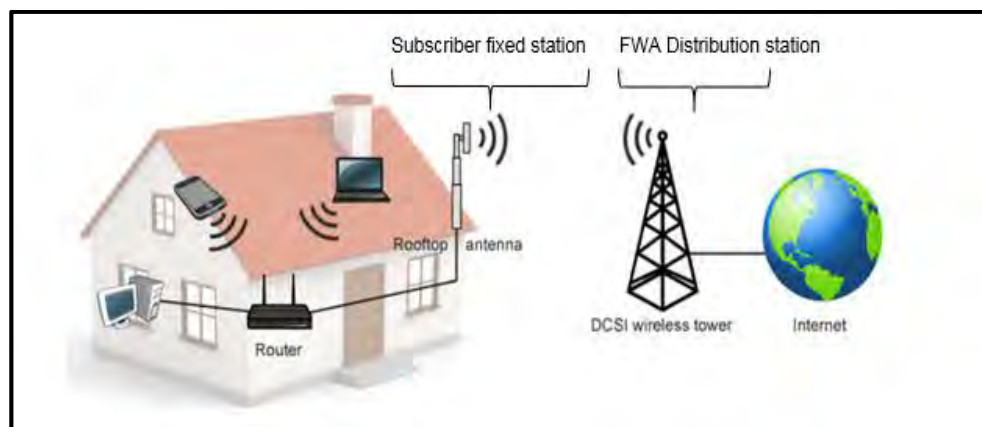 Subscriber fixed station
FWA Distribution station
Rooftop antenna
Router
DCSI wireless tower
Internet